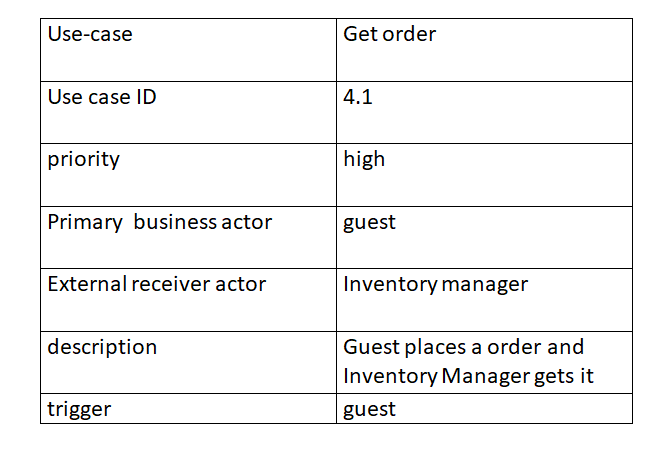 Use-case Get order
Use case ID 4.1
priority high
Primary business actor guest
External receiver actor Inventory manager
description Guest places a order and
Inventory Manager gets it
trigger guest